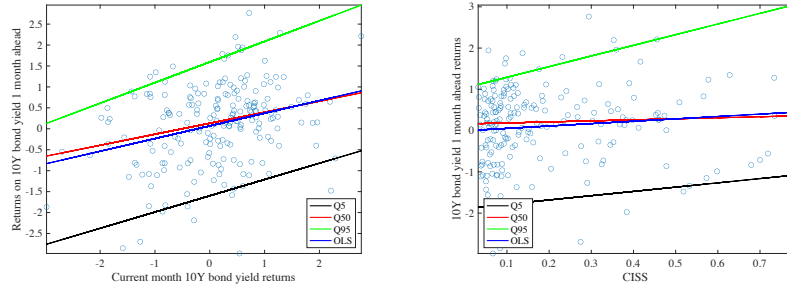 Returns on 10Y bond yield 1 month ahead
2.5
2
1.5
1
0.5
0
-0.5
-1
-1.5
-2
-2.5
-2
-1
0
1
2
Current month 10Y bond yield returns
Q5
Q50
Q95
OLS
10Y bond yield 1 month ahead returns
3
2
1
0
-1
-2
0.1
0.2
0.3
0.4
0.5
0.6
0.7
CISS
Q5
Q50
Q95
OLS